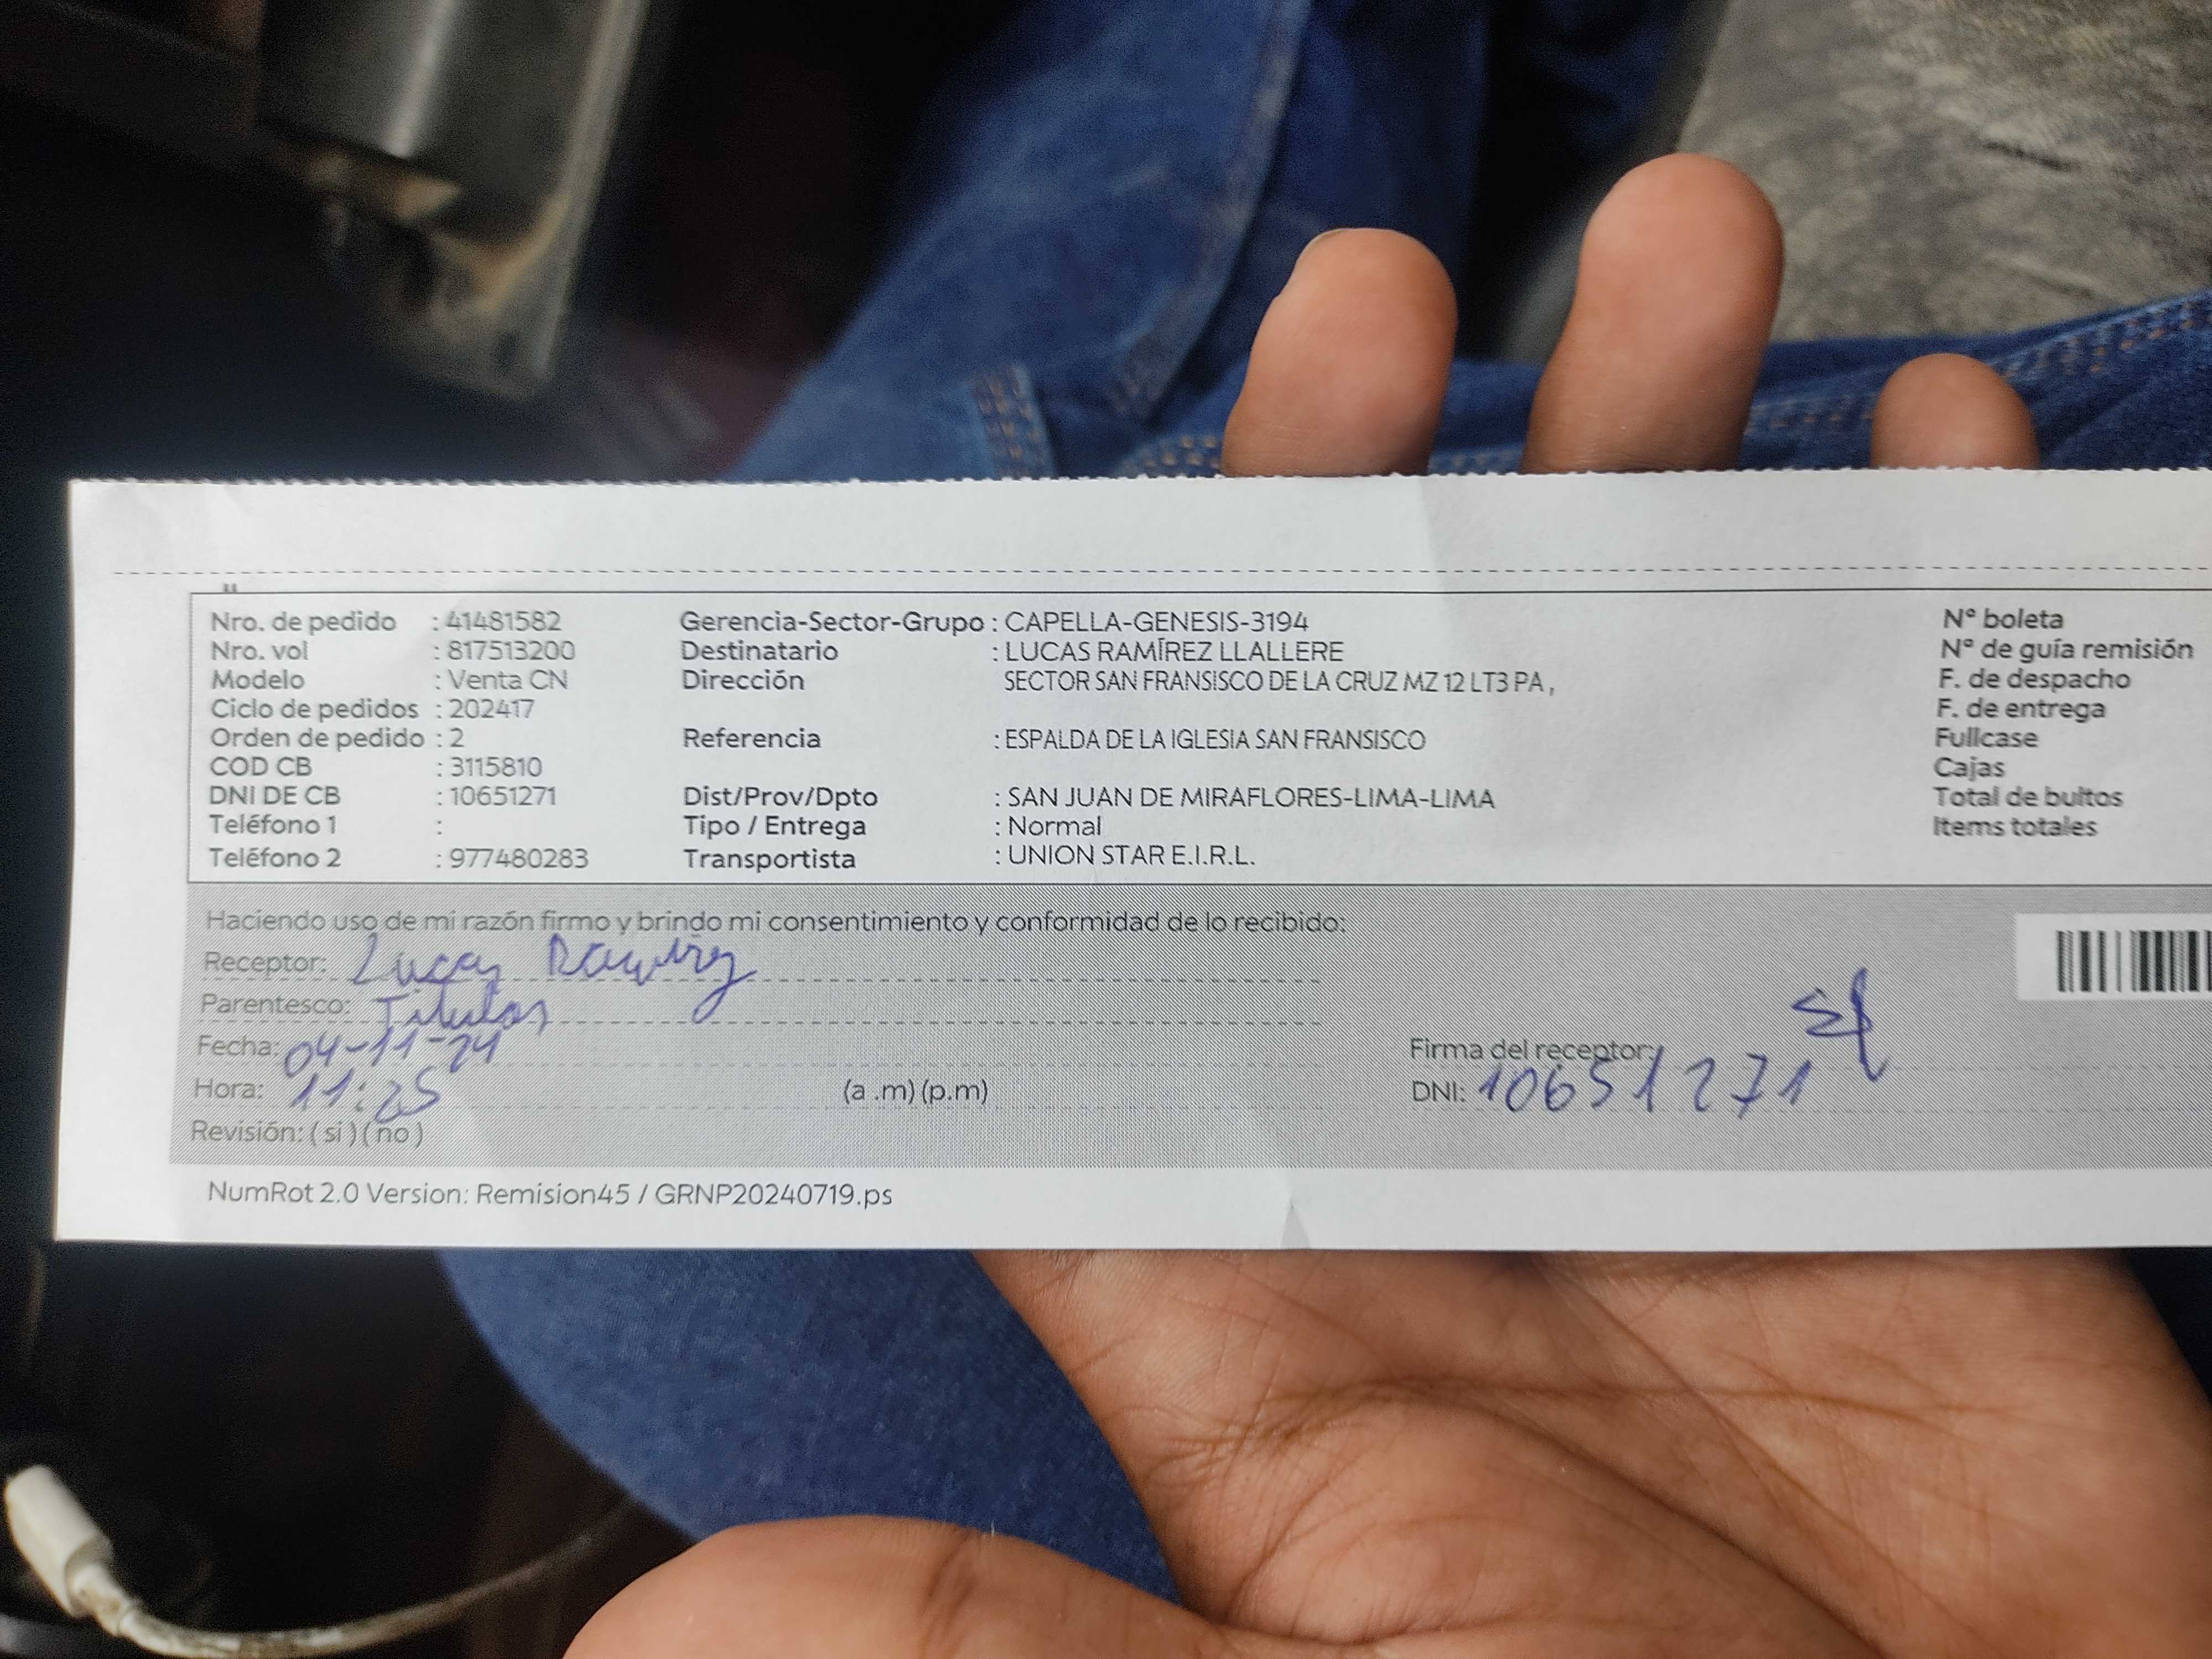 Nro. de pedido : 41481582 Gerencia-Sector-Grupo : CAPELLA-GENESIS-3194 N° boleta
Nro. vol : 817513200 Destinatario : LUCAS RAMÍREZ LLALLERE N° de guía remisión
Modelo : Venta CN Dirección SECTOR SAN FRANSISCO DE LA CRUZ MZ 12 LT3 PA , F. de despacho
Ciclo de pedidos : 202417 F. de entrega
Orden de pedido : 2 Referencia : ESPALDA DE LA IGLESIA SAN FRANSISCO Fullcase
COD CB : 3115810 Cajas
DNI DE CB : 10651271 Dist/Prov/Dpto : SAN JUAN DE MIRAFLORES-LIMA-LIMA Total de bultos
Teléfono 1 : Tipo / Entrega : Normal Items totales
Teléfono 2 : 977480283 Transportista : UNION STAR E.I.R.L.
Haciendo uso de mi razón firmo y brindo mi consentimiento y conformidad de lo recibido:
Receptor: Lucas Ramirez
Parentesco: Titular
Fecha: 04-11-24 Firma del receptor:
Hora: 11:25 (a .m) (p.m) DNI: 10651271
Revisión: ( si ) ( no )
NumRot 2.0 Version: Remision45 / GRNP20240719.ps